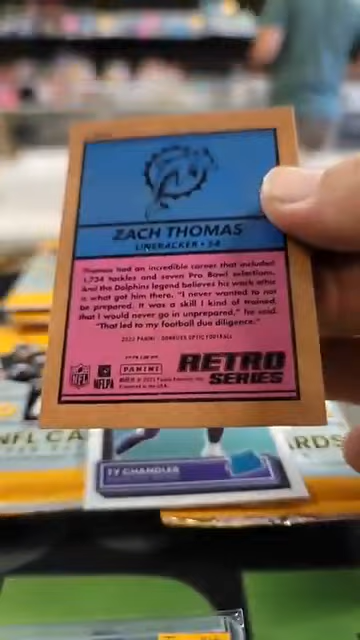 ZACH THOMAS
LINEBACKER • 54
Thomas had an incredible career that included
1,734 tackles and seven Pro Bowl selections.
And the Dolphins legend believes his work ethic
is what got him there. "I never wanted to not
be prepared. It was a skill I kind of trained
that I would never go in unprepared," he said.
"That led to my football due diligence."
2022 PANINI - DONRUSS OPTIC FOOTBALL
PANINI
NFL
NFLPA
RETRO
SERIES
NFL CA
RDS
TY CHANDLER